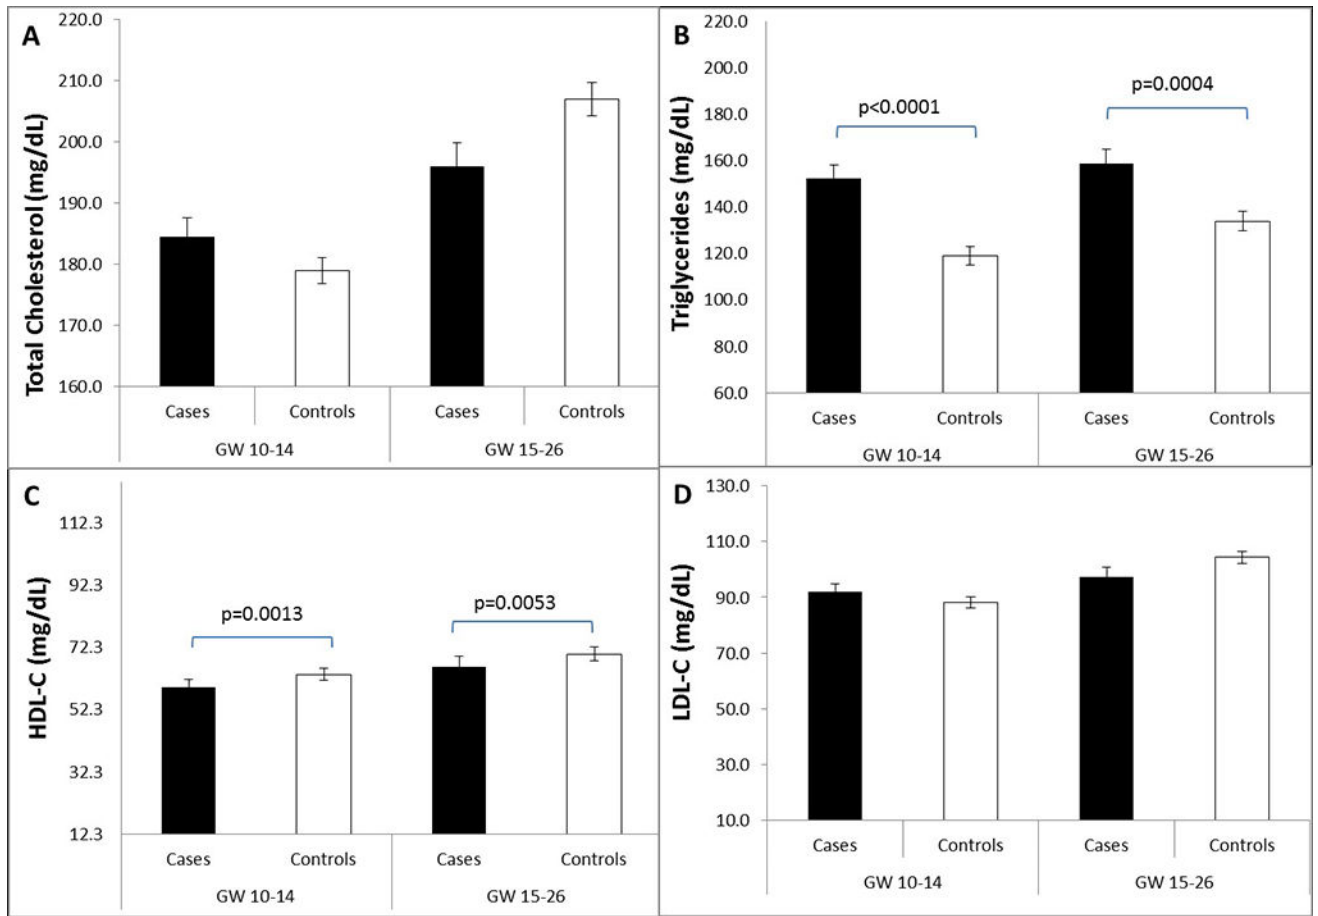 A
Total Cholesterol (mg/dL)
220.0
210.0
200.0
190.0
180.0
170.0
160.0
Cases Controls Cases Controls
GW 10-14 GW 15-26
B
Triglycerides (mg/dL)
220.0
200.0
180.0
160.0
140.0
120.0
100.0
80.0
60.0
p<0.0001
p=0.0004
Cases Controls Cases Controls
GW 10-14 GW 15-26
C
HDL-C (mg/dL)
112.3
92.3
72.3
52.3
32.3
12.3
p=0.0013
p=0.0053
Cases Controls Cases Controls
GW 10-14 GW 15-26
D
LDL-C (mg/dL)
130.0
110.0
90.0
70.0
50.0
30.0
10.0
Cases Controls Cases Controls
GW 10-14 GW 15-26